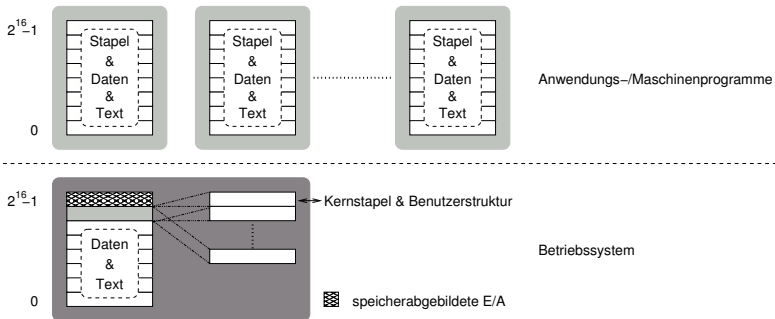 2^16–1
0
Stapel
&
Daten
&
Text
Stapel
&
Daten
&
Text
Stapel
&
Daten
&
Text
Anwendungs–/Maschinenprogramme
2^16–1
0
Daten
&
Text
Kernstapel & Benutzerstruktur
Betriebssystem
speicherabgebildete E/A